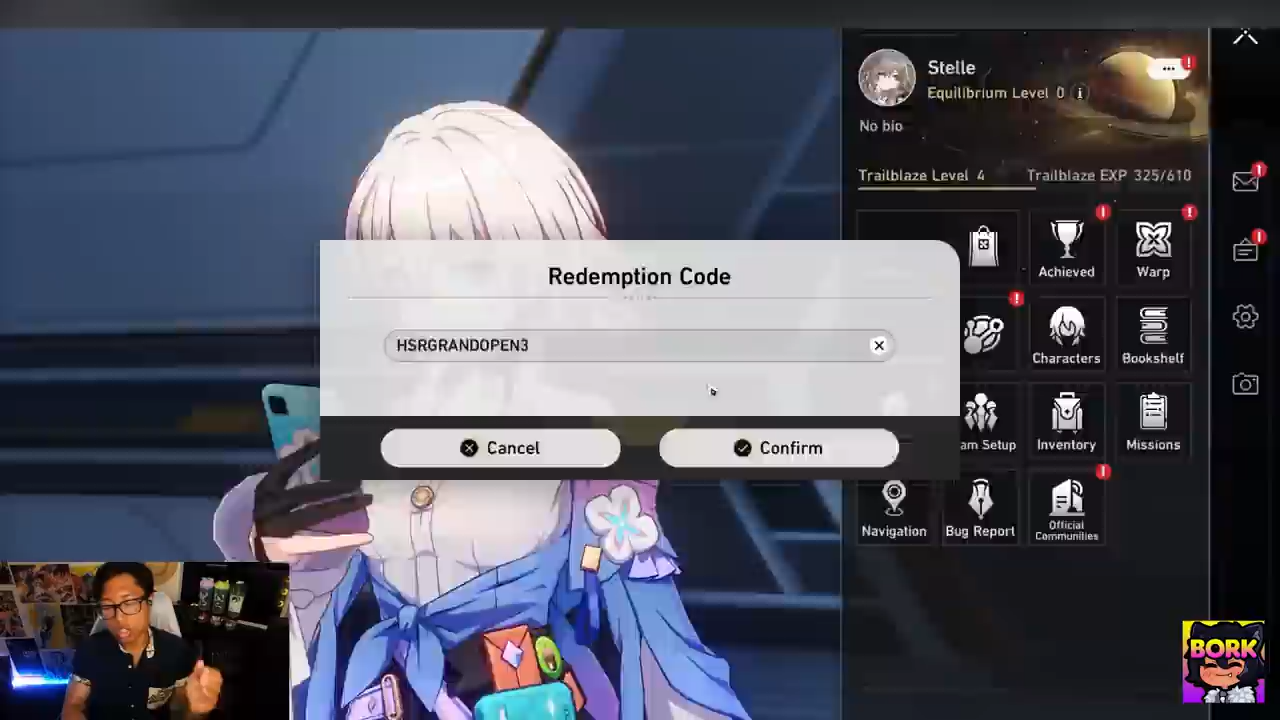 Stelle
Equilibrium Level 0
No bio
Trailblaze Level 4
Trailblaze EXP 325/610
Redemption Code
HSRGRANDOPEN3
Cancel
Confirm
Achieved
Warp
Characters
Bookshelf
am Setup
Inventory
Missions
Navigation
Bug Report
Official
Communities
BORK